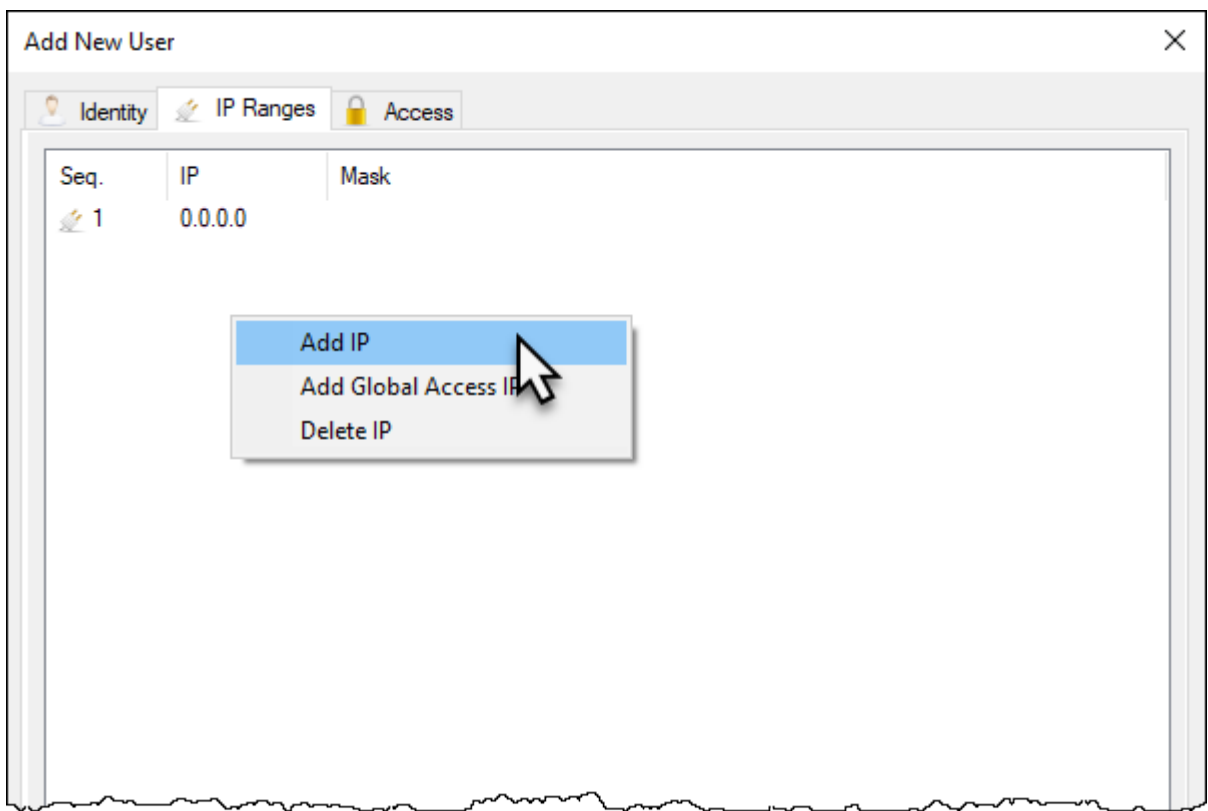 Add New User
Identity IP Ranges Access
Seq. IP Mask
1 0.0.0.0
Add IP
Add Global Access IP
Delete IP